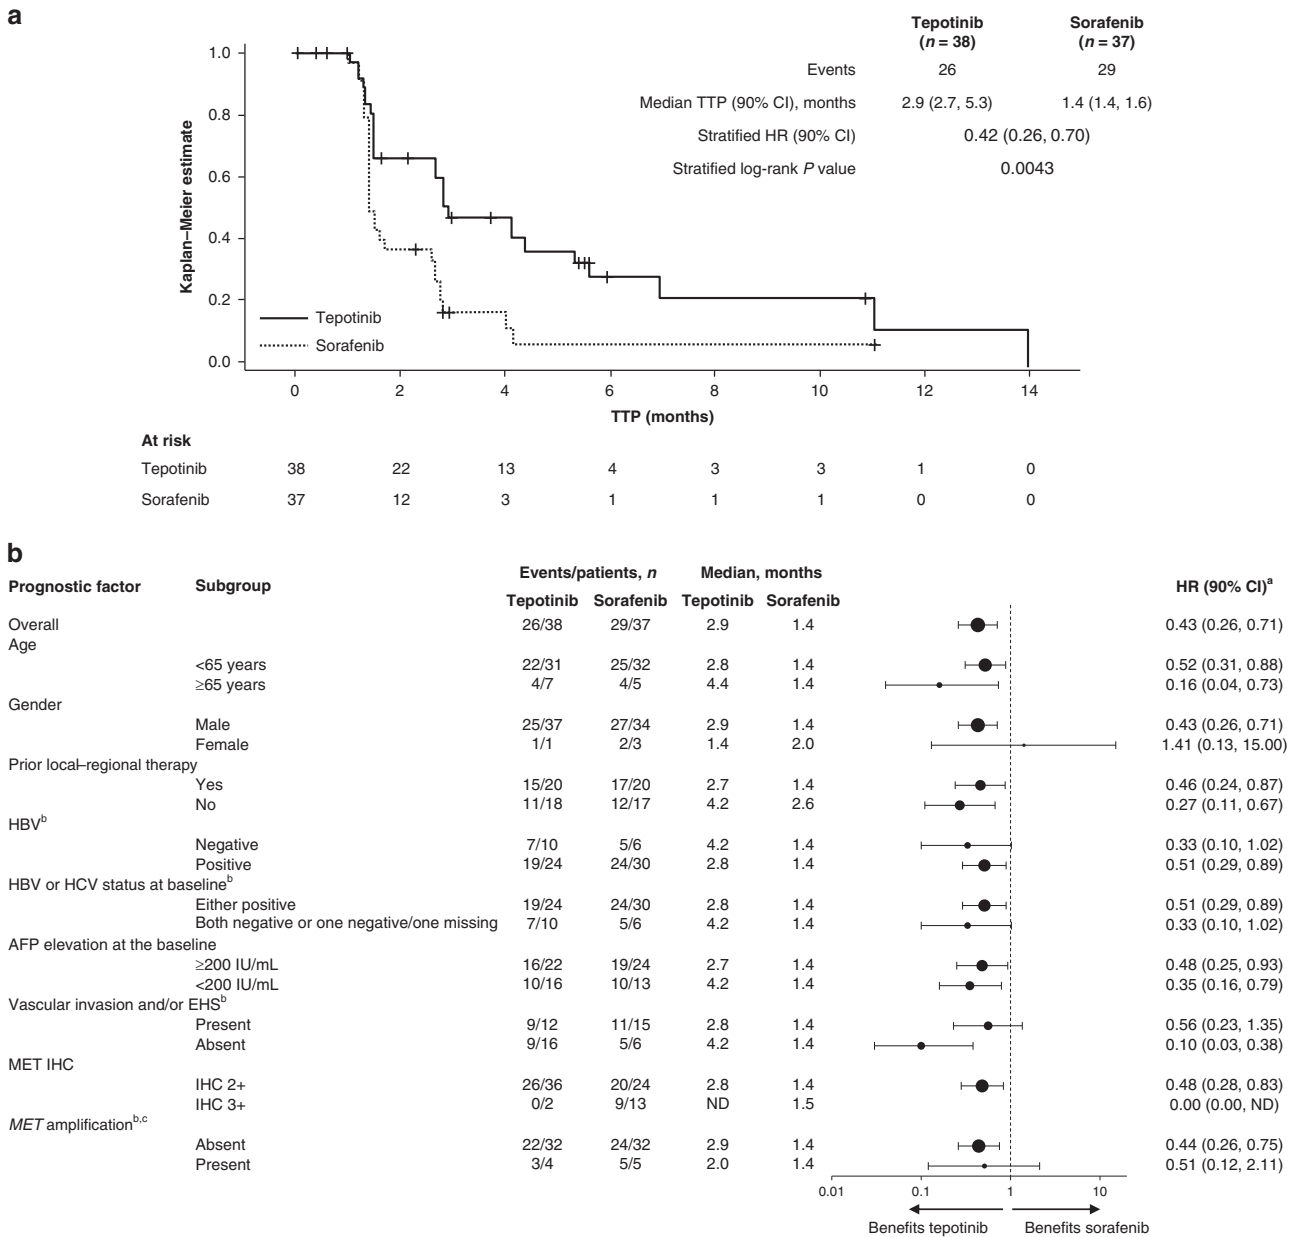 a
Tepotinib Sorafenib
(n = 38) (n = 37)
Events 26 29
Median TTP (90% CI), months 2.9 (2.7, 5.3) 1.4 (1.4, 1.6)
Stratified HR (90% CI) 0.42 (0.26, 0.70)
Stratified log-rank P value 0.0043
Kaplan–Meier estimate
1.0
0.8
0.6
0.4
0.2
0.0
Tepotinib
Sorafenib
0 2 4 6 8 10 12 14
TTP (months)
At risk
Tepotinib 38 22 13 4 3 3 1 0
Sorafenib 37 12 3 1 1 1 0 0
b
Prognostic factor Subgroup Events/patients, n Median, months HR (90% CI)a
Tepotinib Sorafenib Tepotinib Sorafenib
Overall 26/38 29/37 2.9 1.4 0.43 (0.26, 0.71)
Age
<65 years 22/31 25/32 2.8 1.4 0.52 (0.31, 0.88)
≥65 years 4/7 4/5 4.4 1.4 0.16 (0.04, 0.73)
Gender
Male 25/37 27/34 2.9 1.4 0.43 (0.26, 0.71)
Female 1/1 2/3 1.4 2.0 1.41 (0.13, 15.00)
Prior local–regional therapy
Yes 15/20 17/20 2.7 1.4 0.46 (0.24, 0.87)
No 11/18 12/17 4.2 2.6 0.27 (0.11, 0.67)
HBVb
Negative 7/10 5/6 4.2 1.4 0.33 (0.10, 1.02)
Positive 19/24 24/30 2.8 1.4 0.51 (0.29, 0.89)
HBV or HCV status at baselineb
Either positive 19/24 24/30 2.8 1.4 0.51 (0.29, 0.89)
Both negative or one negative/one missing 7/10 5/6 4.2 1.4 0.33 (0.10, 1.02)
AFP elevation at the baseline
≥200 IU/mL 16/22 19/24 2.7 1.4 0.48 (0.25, 0.93)
<200 IU/mL 10/16 10/13 4.2 1.4 0.35 (0.16, 0.79)
Vascular invasion and/or EHSb
Present 9/12 11/15 2.8 1.4 0.56 (0.23, 1.35)
Absent 9/16 5/6 4.2 1.4 0.10 (0.03, 0.38)
MET IHC
IHC 2+ 26/36 20/24 2.8 1.4 0.48 (0.28, 0.83)
IHC 3+ 0/2 9/13 ND 1.5 0.00 (0.00, ND)
MET amplificationb,c
Absent 22/32 24/32 2.9 1.4 0.44 (0.26, 0.75)
Present 3/4 5/5 2.0 1.4 0.51 (0.12, 2.11)
0.01 0.1 1 10
Benefits tepotinib Benefits sorafenib